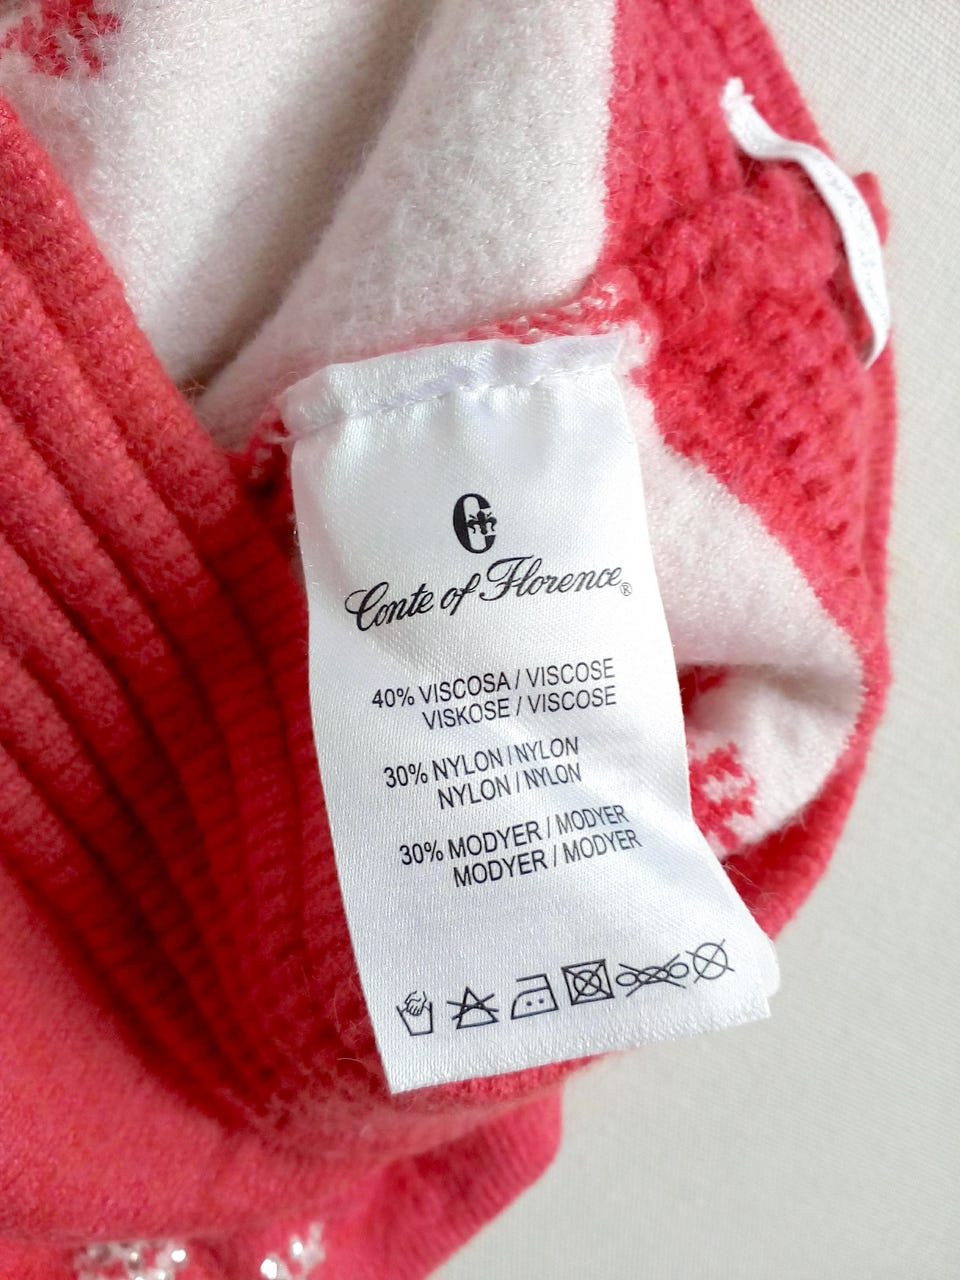 C
Conte of Florence®
40% VISCOSA / VISCOSE
VISKOSE / VISCOSE
30% NYLON / NYLON
NYLON / NYLON
30% MODYER / MODYER
MODYER / MODYER